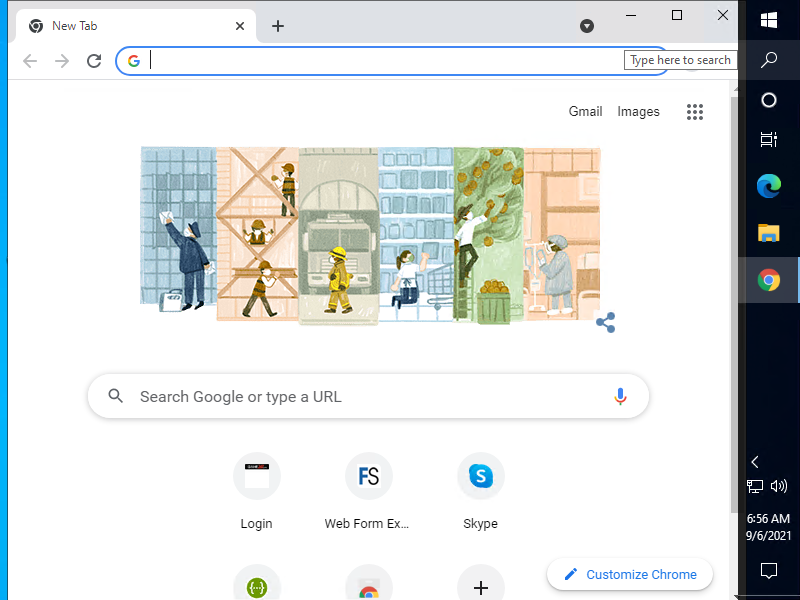 New Tab
Type here to search
Gmail
Images
Search Google or type a URL
FS
Login
Web Form Ex...
Skype
Customize Chrome
6:56 AM
9/6/2021